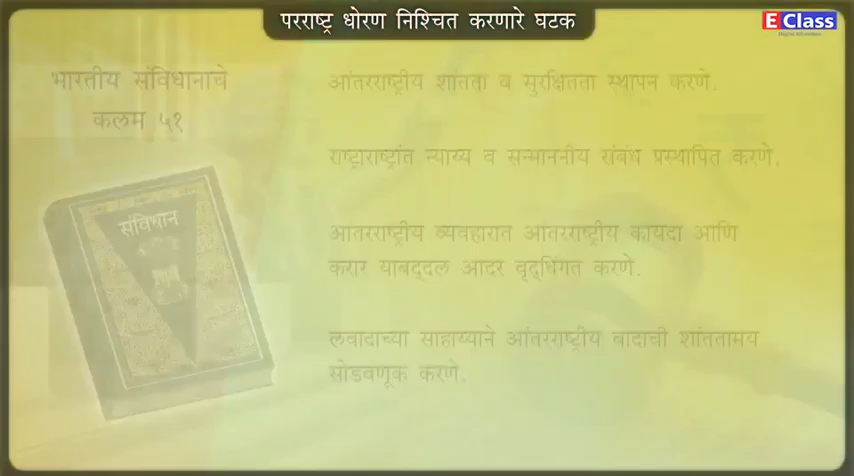 परराष्ट्र धोरण निश्चित करणारे घटक
E Class
भारतीय संविधानाचे
कलम ५१
संविधान
आंतरराष्ट्रीय शांतता व सुरक्षितता स्थापन करणे.
राष्ट्राराष्ट्रांत न्याय्य व सन्माननीय संबंध प्रस्थापित करणे.
आंतरराष्ट्रीय व्यवहारात आंतरराष्ट्रीय कायदा आणि
करार याबद्दल आदर वृद्धिंगत करणे.
लवादाच्या साहाय्याने आंतरराष्ट्रीय वादाची शांततामय
सोडवणूक करणे.